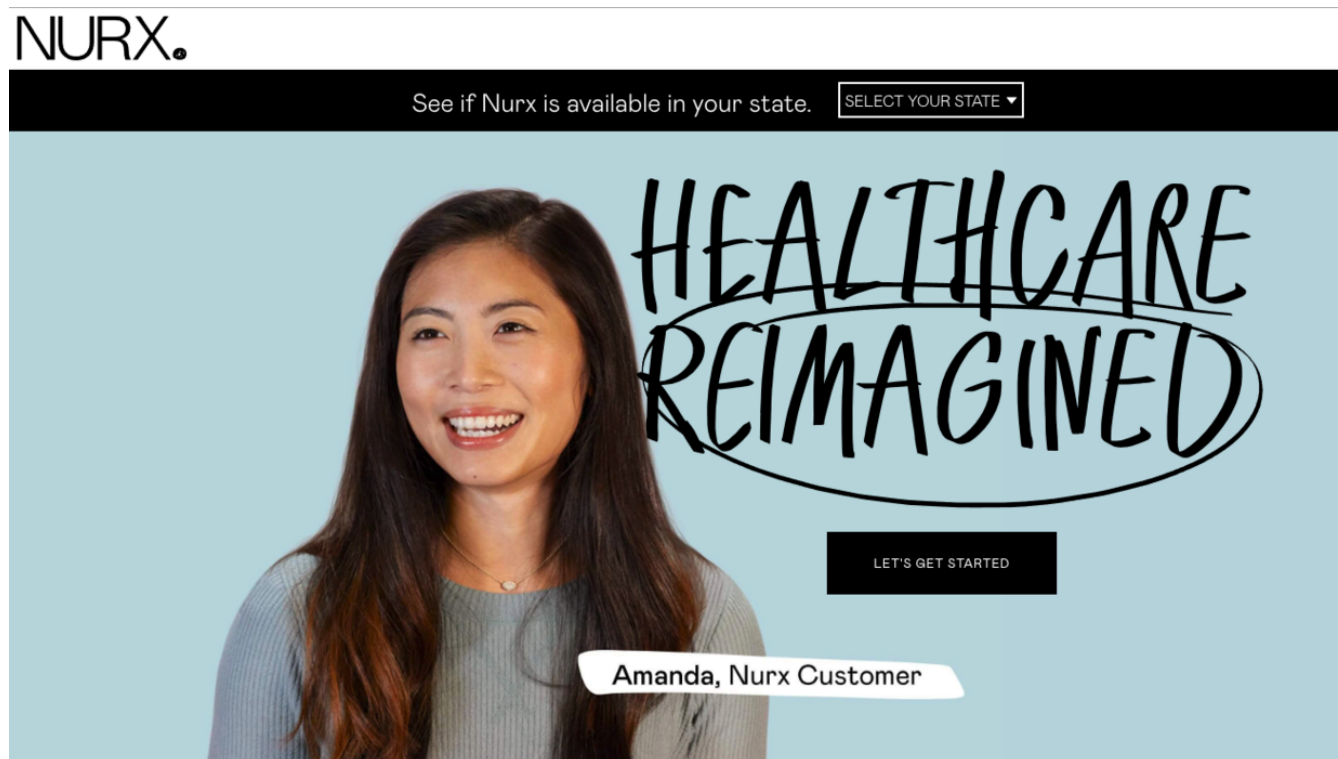 NURX.
See if Nurx is available in your state. SELECT YOUR STATE
HEALTHCARE
REIMAGINED
LET'S GET STARTED
Amanda, Nurx Customer